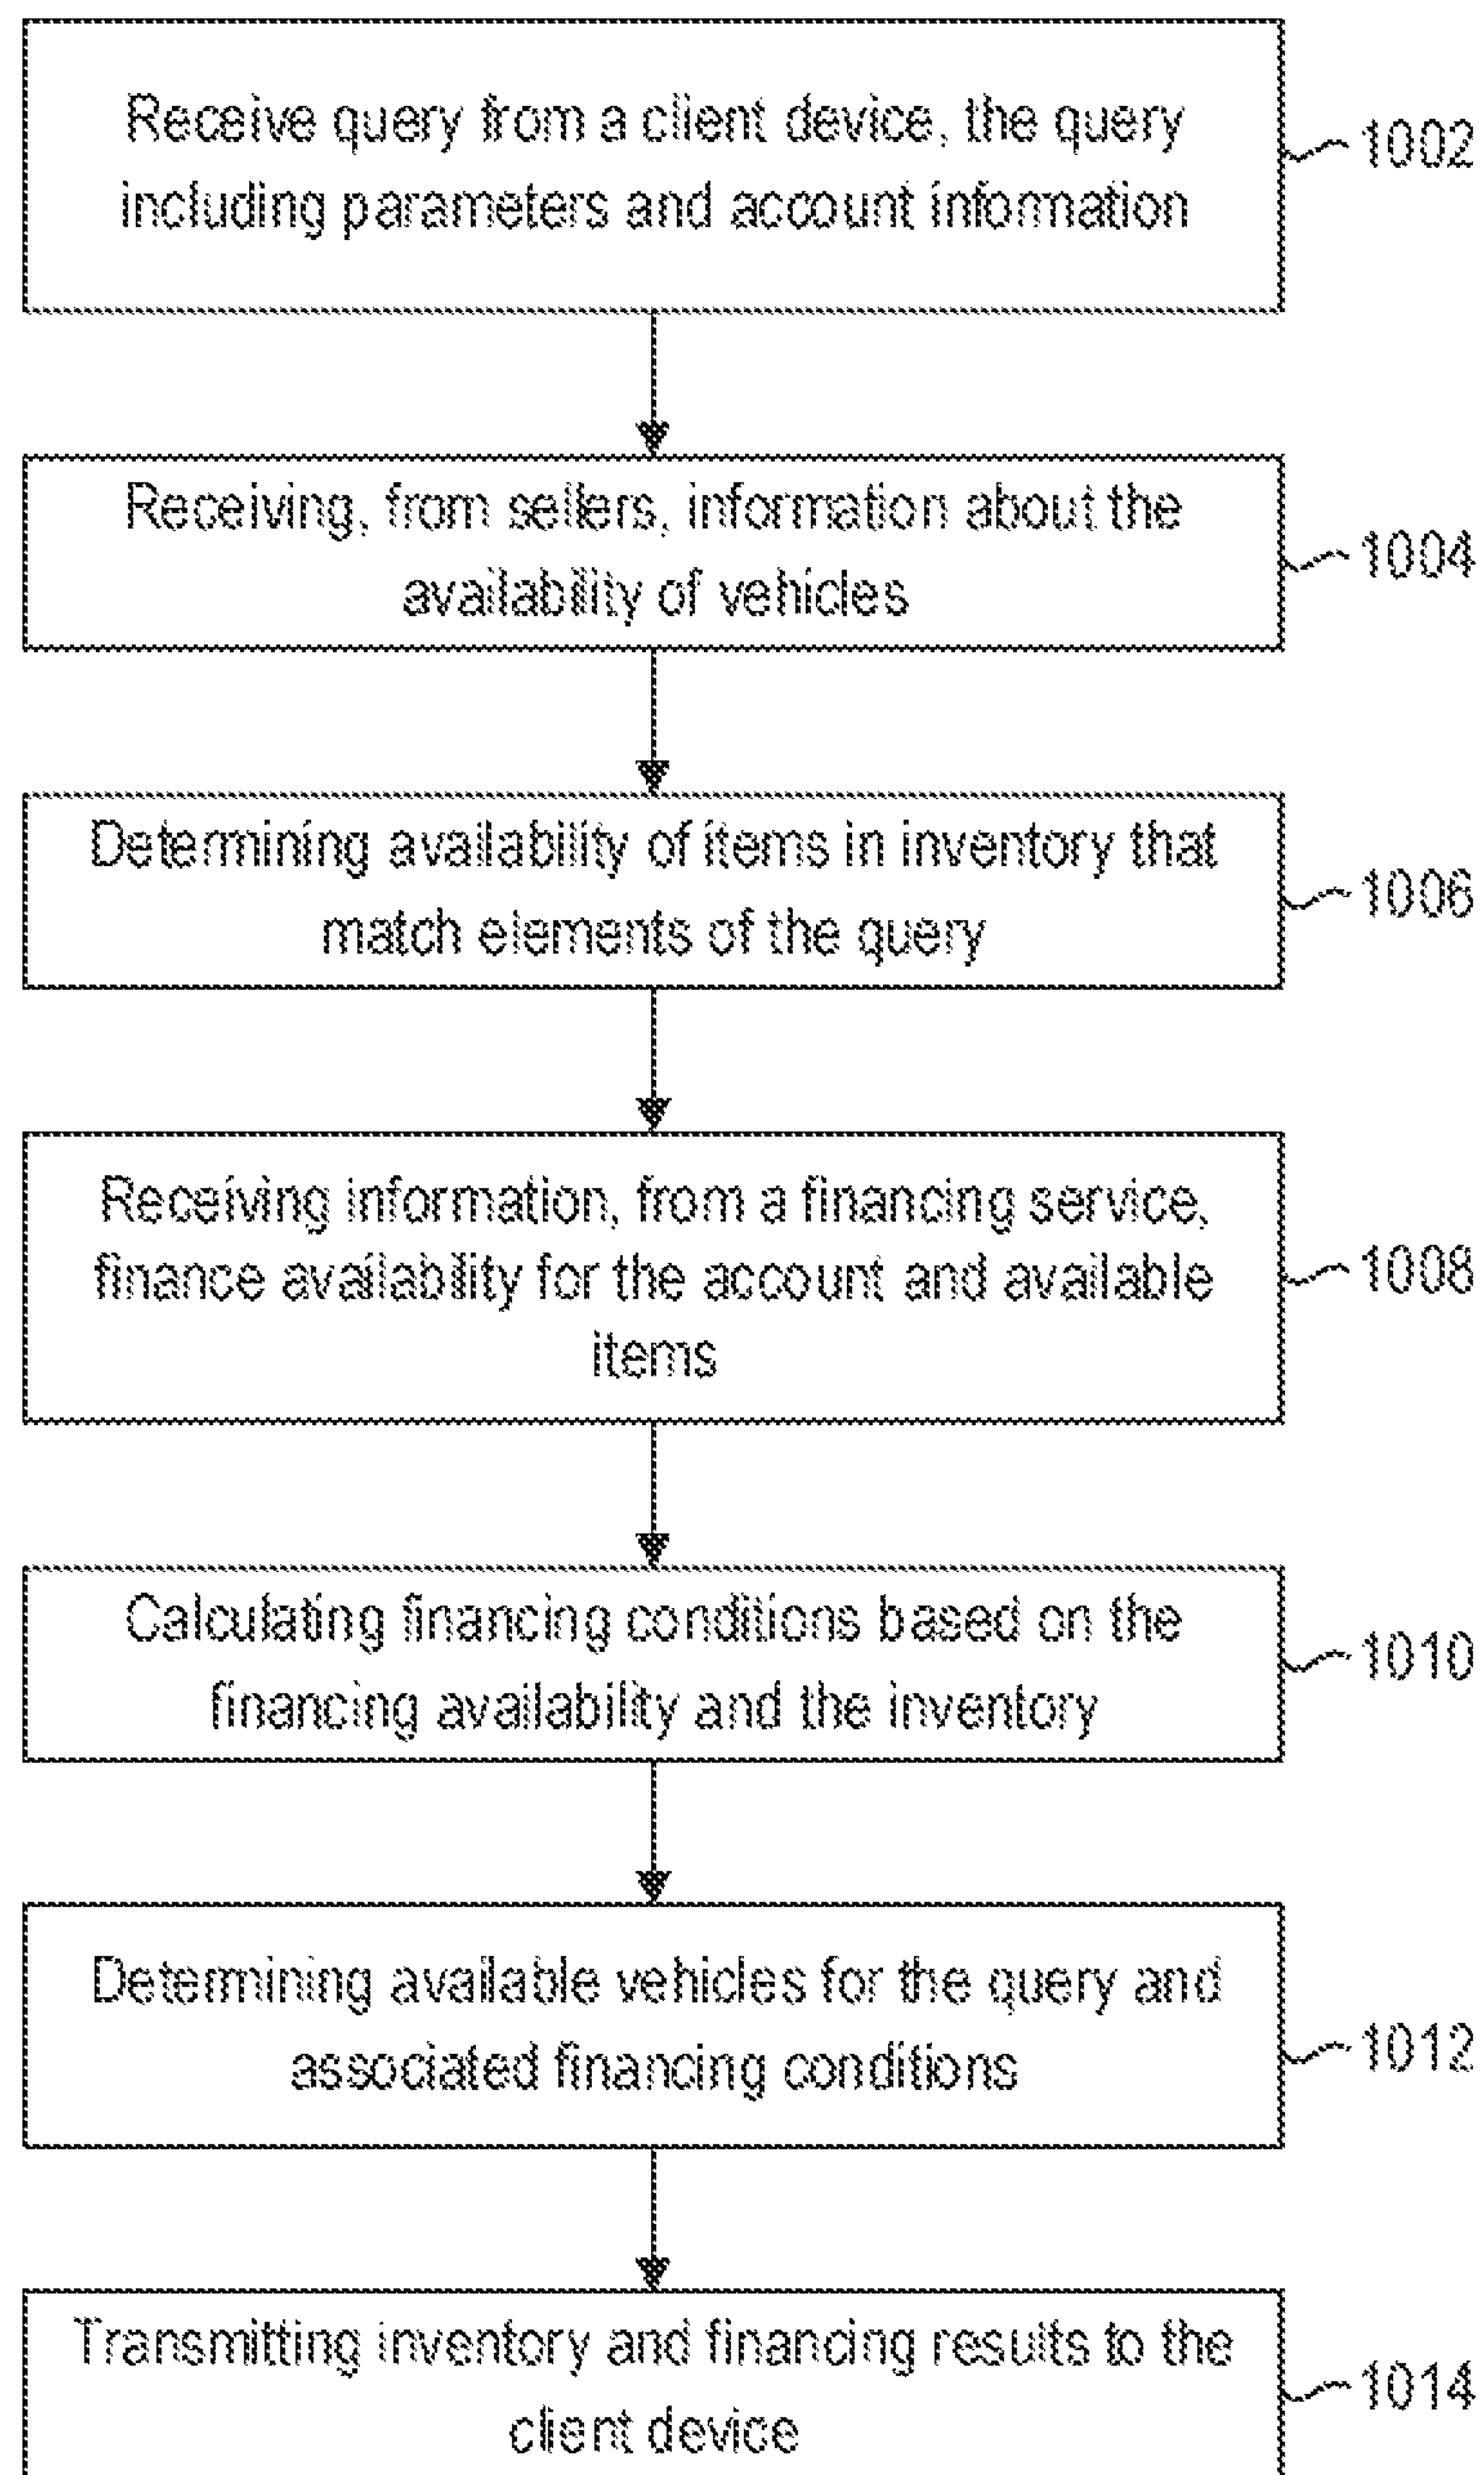 Receive query from a client device, the query
including parameters and account information
1002
Receiving, from sellers, information about the
availability of vehicles
1004
Determining availability of items in inventory that
match elements of the query
1006
Receiving information, from a financing service,
finance availability for the account and available
items
1008
Calculating financing conditions based on the
financing availability and the inventory
1010
Determining available vehicles for the query and
associated financing conditions
1012
Transmitting inventory and financing results to the
client device
1014